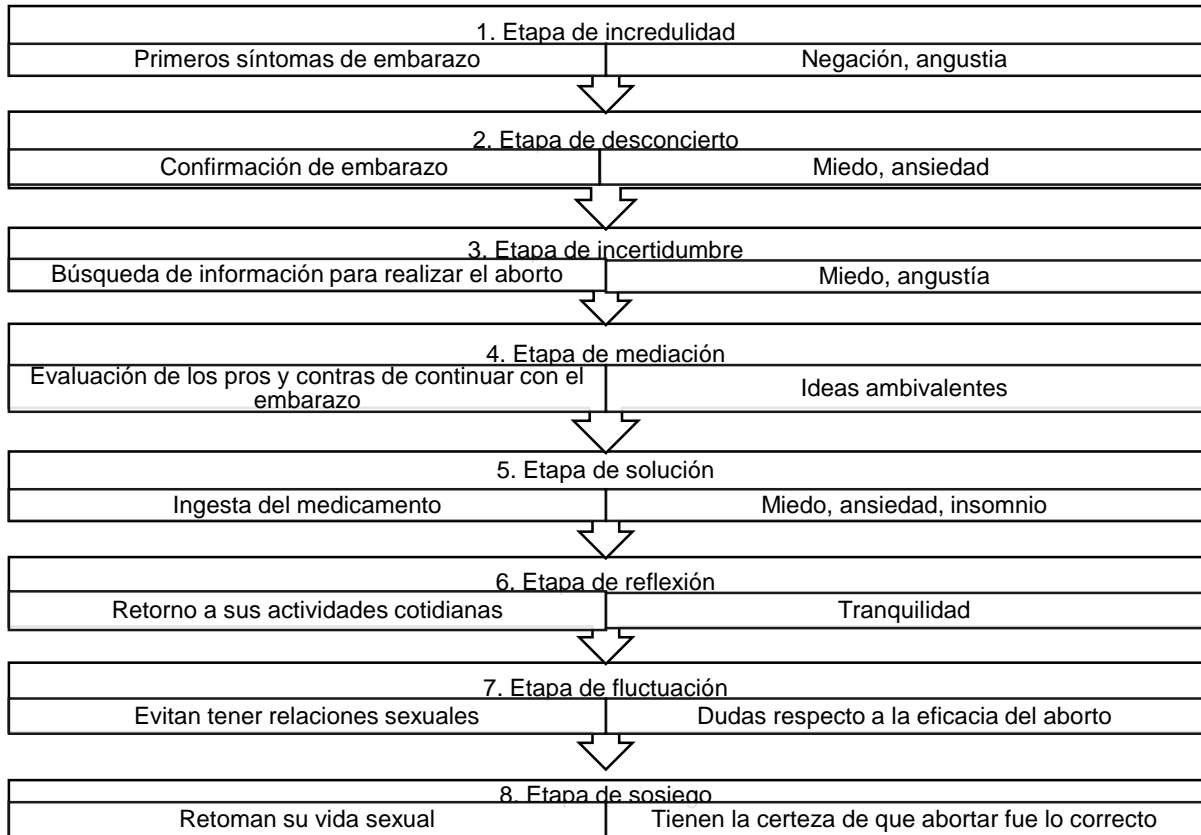 1. Etapa de incredulidad
Primeros síntomas de embarazo
Negación, angustia
2. Etapa de desconcierto
Confirmación de embarazo
Miedo, ansiedad
3. Etapa de incertidumbre
Búsqueda de información para realizar el aborto
Miedo, angustía
4. Etapa de mediación
Evaluación de los pros y contras de continuar con el
embarazo
Ideas ambivalentes
5. Etapa de solución
Ingesta del medicamento
Miedo, ansiedad, insomnio
6. Etapa de reflexión
Retorno a sus actividades cotidianas
Tranquilidad
7. Etapa de fluctuación
Evitan tener relaciones sexuales
Dudas respecto a la eficacia del aborto
8. Etapa de sosiego
Retoman su vida sexual
Tienen la certeza de que abortar fue lo correcto